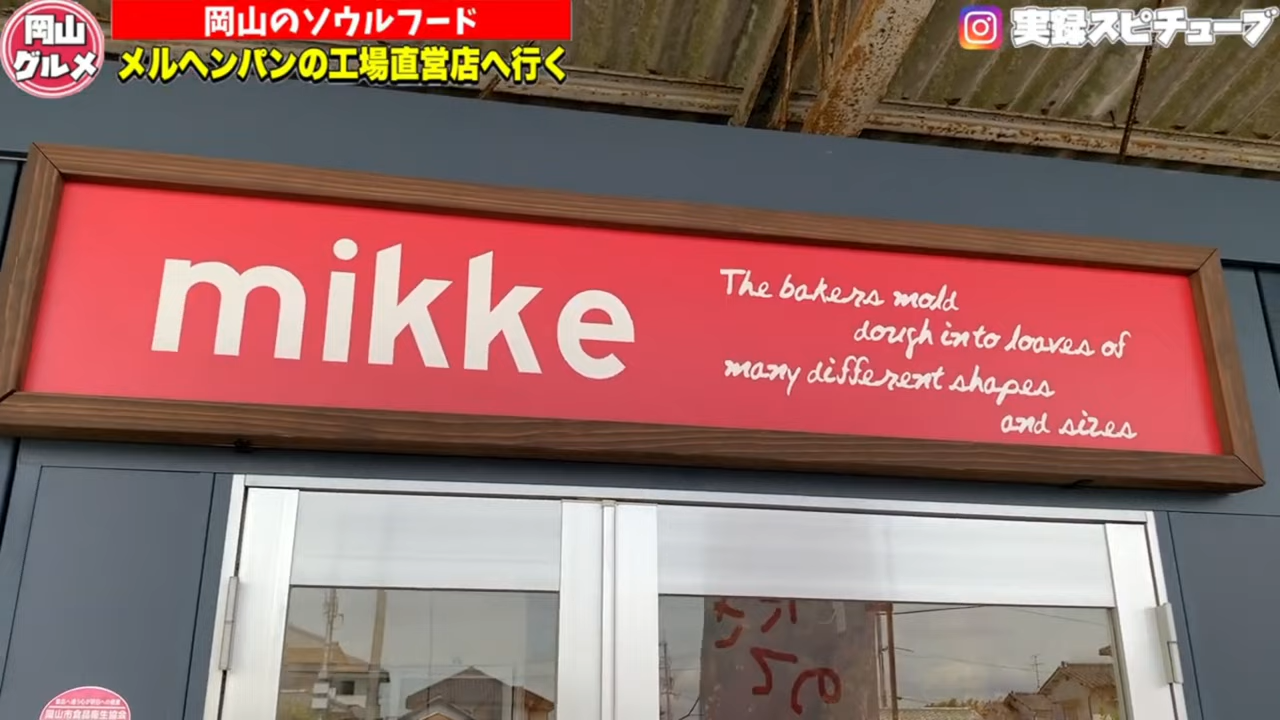 岡山
グルメ
岡山のソウルフード
メルヘンパンの工場直営店へ行く
実録スピチューブ
mikke
The bakers mold
dough into loaves of
many different shapes
and sizes
岡山市食品衛生協会